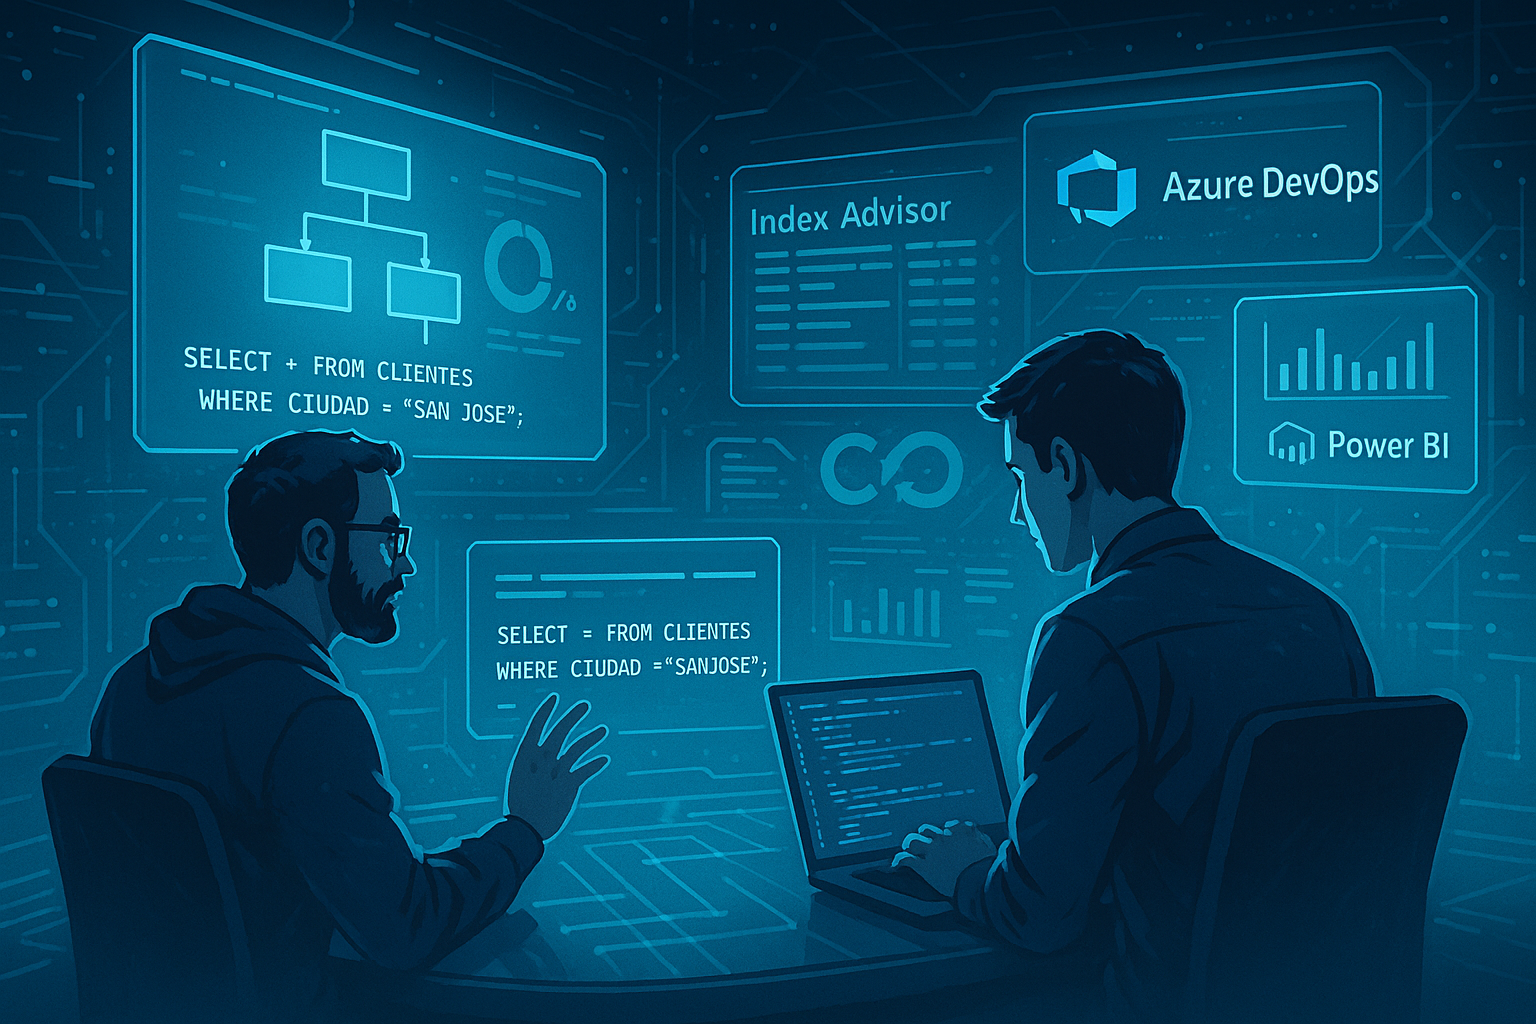 SELECT + FROM CLIENTES
WHERE CIUDAD = “SAN JOSE”;
Index Advisor
Azure DevOps
Power BI
SELECT = FROM CLIENTES
WHERE CIUDAD =“SANJOSE”;